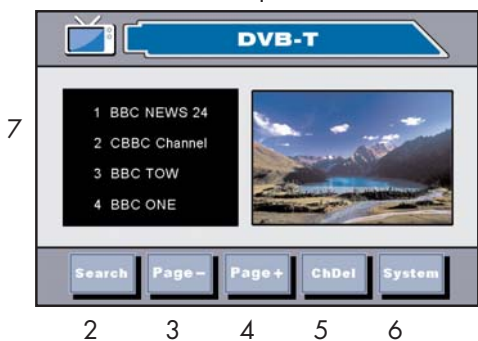 DVB-T
7
1 BBC NEWS 24
2 CBBC Channel
3 BBC TOW
4 BBC ONE
Search Page- Page+ ChDel System
2 3 4 5 6